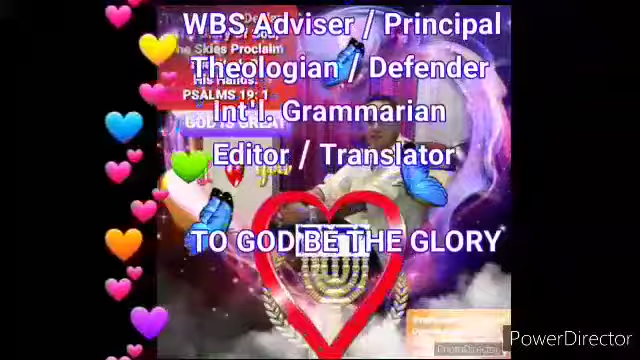 WBS Adviser / Principal
Theologian / Defender
Int'l. Grammarian
Editor / Translator
TO GOD BE THE GLORY
Skies Proclaim
His Hands.
PSALMS 19: 1
GOD IS GREAT
PhotoDirector
PowerDirector